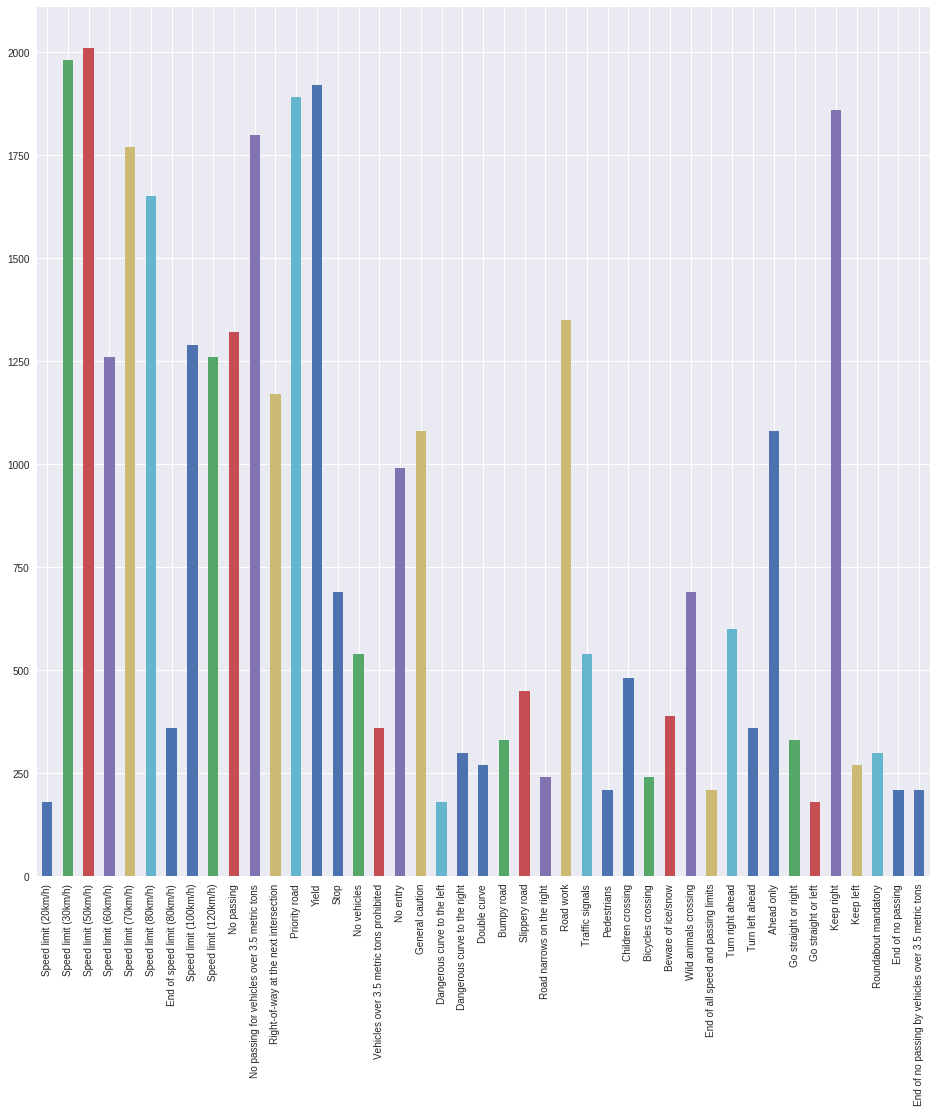 2000
1750
1500
1250
1000
750
500
250
0
Speed limit (20km/h)
Speed limit (30km/h)
Speed limit (50km/h)
Speed limit (60km/h)
Speed limit (70km/h)
Speed limit (80km/h)
End of speed limit (80km/h)
Speed limit (100km/h)
Speed limit (120km/h)
No passing
No passing for vehicles over 3.5 metric tons
Right-of-way at the next intersection
Priority road
Yield
Stop
No vehicles
Vehicles over 3.5 metric tons prohibited
No entry
General caution
Dangerous curve to the left
Dangerous curve to the right
Double curve
Bumpy road
Slippery road
Road narrows on the right
Road work
Traffic signals
Pedestrians
Children crossing
Bicycles crossing
Beware of ice/snow
Wild animals crossing
End of all speed and passing limits
Turn right ahead
Turn left ahead
Ahead only
Go straight or right
Go straight or left
Keep right
Keep left
Roundabout mandatory
End of no passing
End of no passing by vehicles over 3.5 metric tons